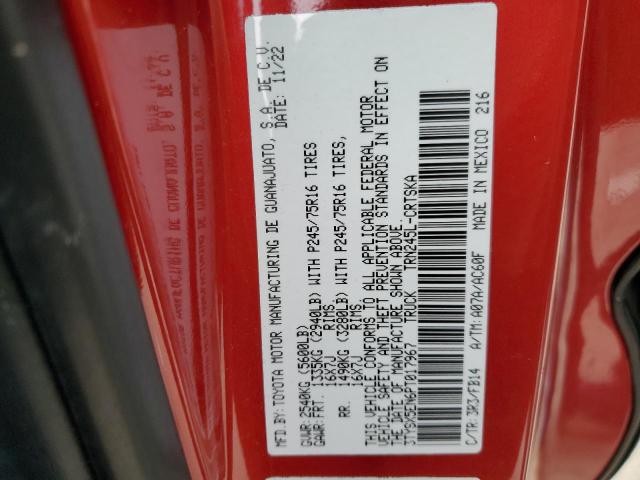 MFD.BY:TOYOTA MOTOR MANUFACTURING DE GUANAJUATO, S.A. DE C.V.
DATE: 11/22
GVWR:2540KG(5600LB)
GAWR:FRT. 1335KG(2940LB) WITH P245/75R16 TIRES
16X7J RIMS.
RR. 1490KG(3280LB) WITH P245/75R16 TIRES,
16X7J RIMS.
THIS VEHICLE CONFORMS TO ALL APPLICABLE FEDERAL MOTOR
VEHICLE SAFETY AND THEFT PREVENTION STANDARDS IN EFFECT ON
THE DATE OF MANUFACTURE SHOWN ABOVE.
3TYSX5EN6PT017967 TRUCK TRN245L-CRTSKA
C/TR:3R3/FB14 A/TM:A07A/AC60F MADE IN MEXICO 216